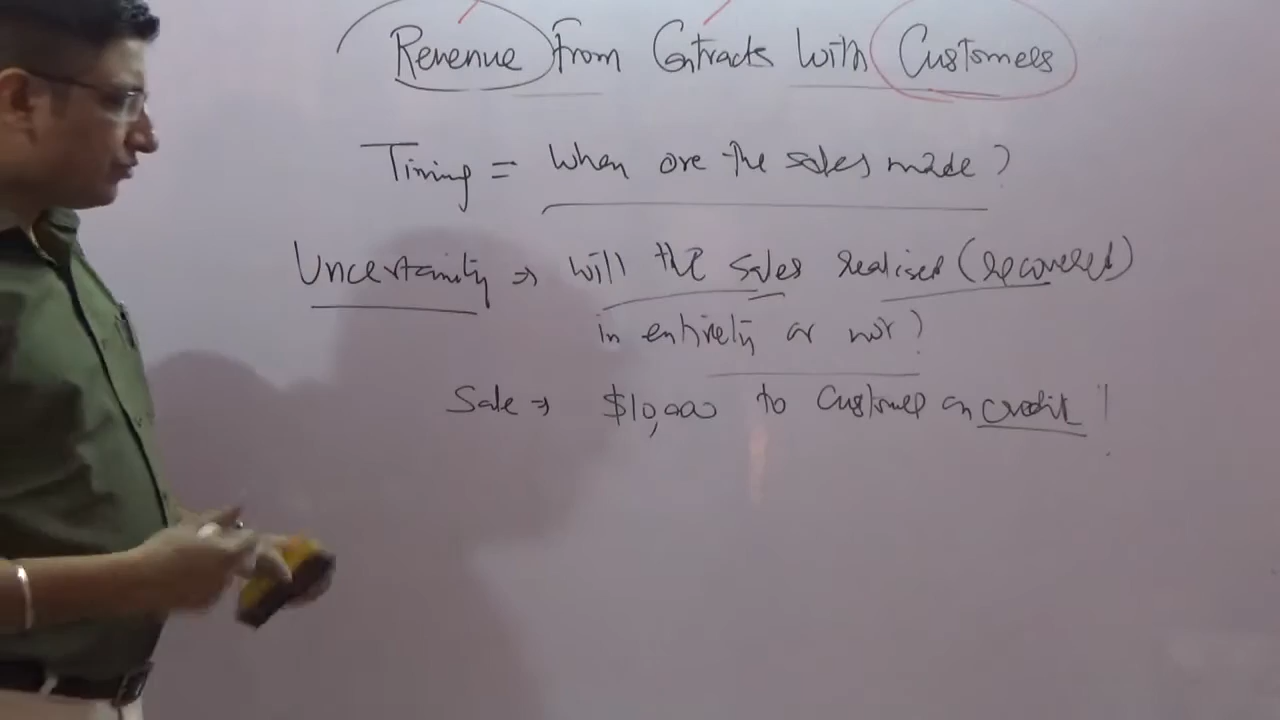 Revenue From Contracts With Customers
Timing = When are the sales made?
Uncertainity ⇒ Will the Sales realised (recovered)
in entirely or not?
Sale ⇒ $10,000 to Customer on credit!